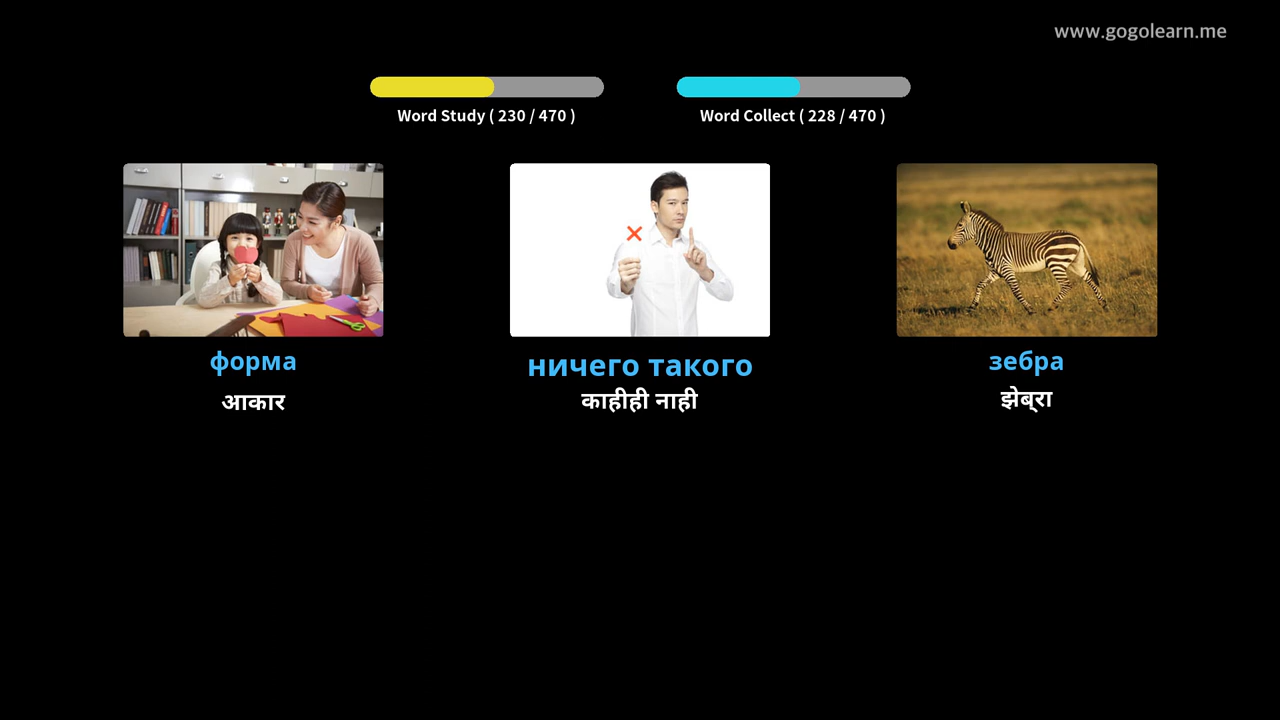 www.gogolearn.me
Word Study ( 230 / 470 )
Word Collect ( 228 / 470 )
форма
ничего такого
зебра
आकार
काहीही नाही
झेब्रा